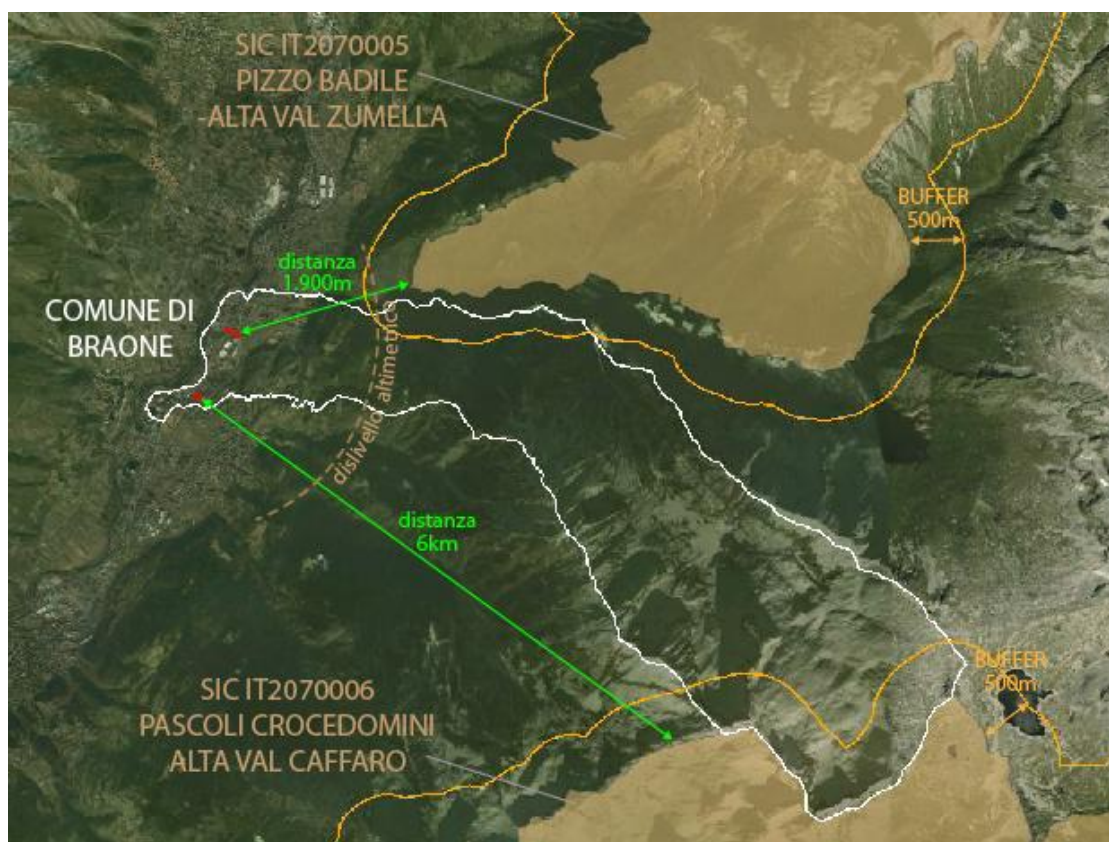 SIC IT2070005
PIZZO BADILE
-ALTA VAL ZUMELLA
BUFFER
500m
distanza
1.900m
COMUNE DI
BRAONE
dislivello altimetrico
distanza
6km
BUFFER
500m
SIC IT2070006
PASCOLI CROCEDOMINI
ALTA VAL CAFFARO